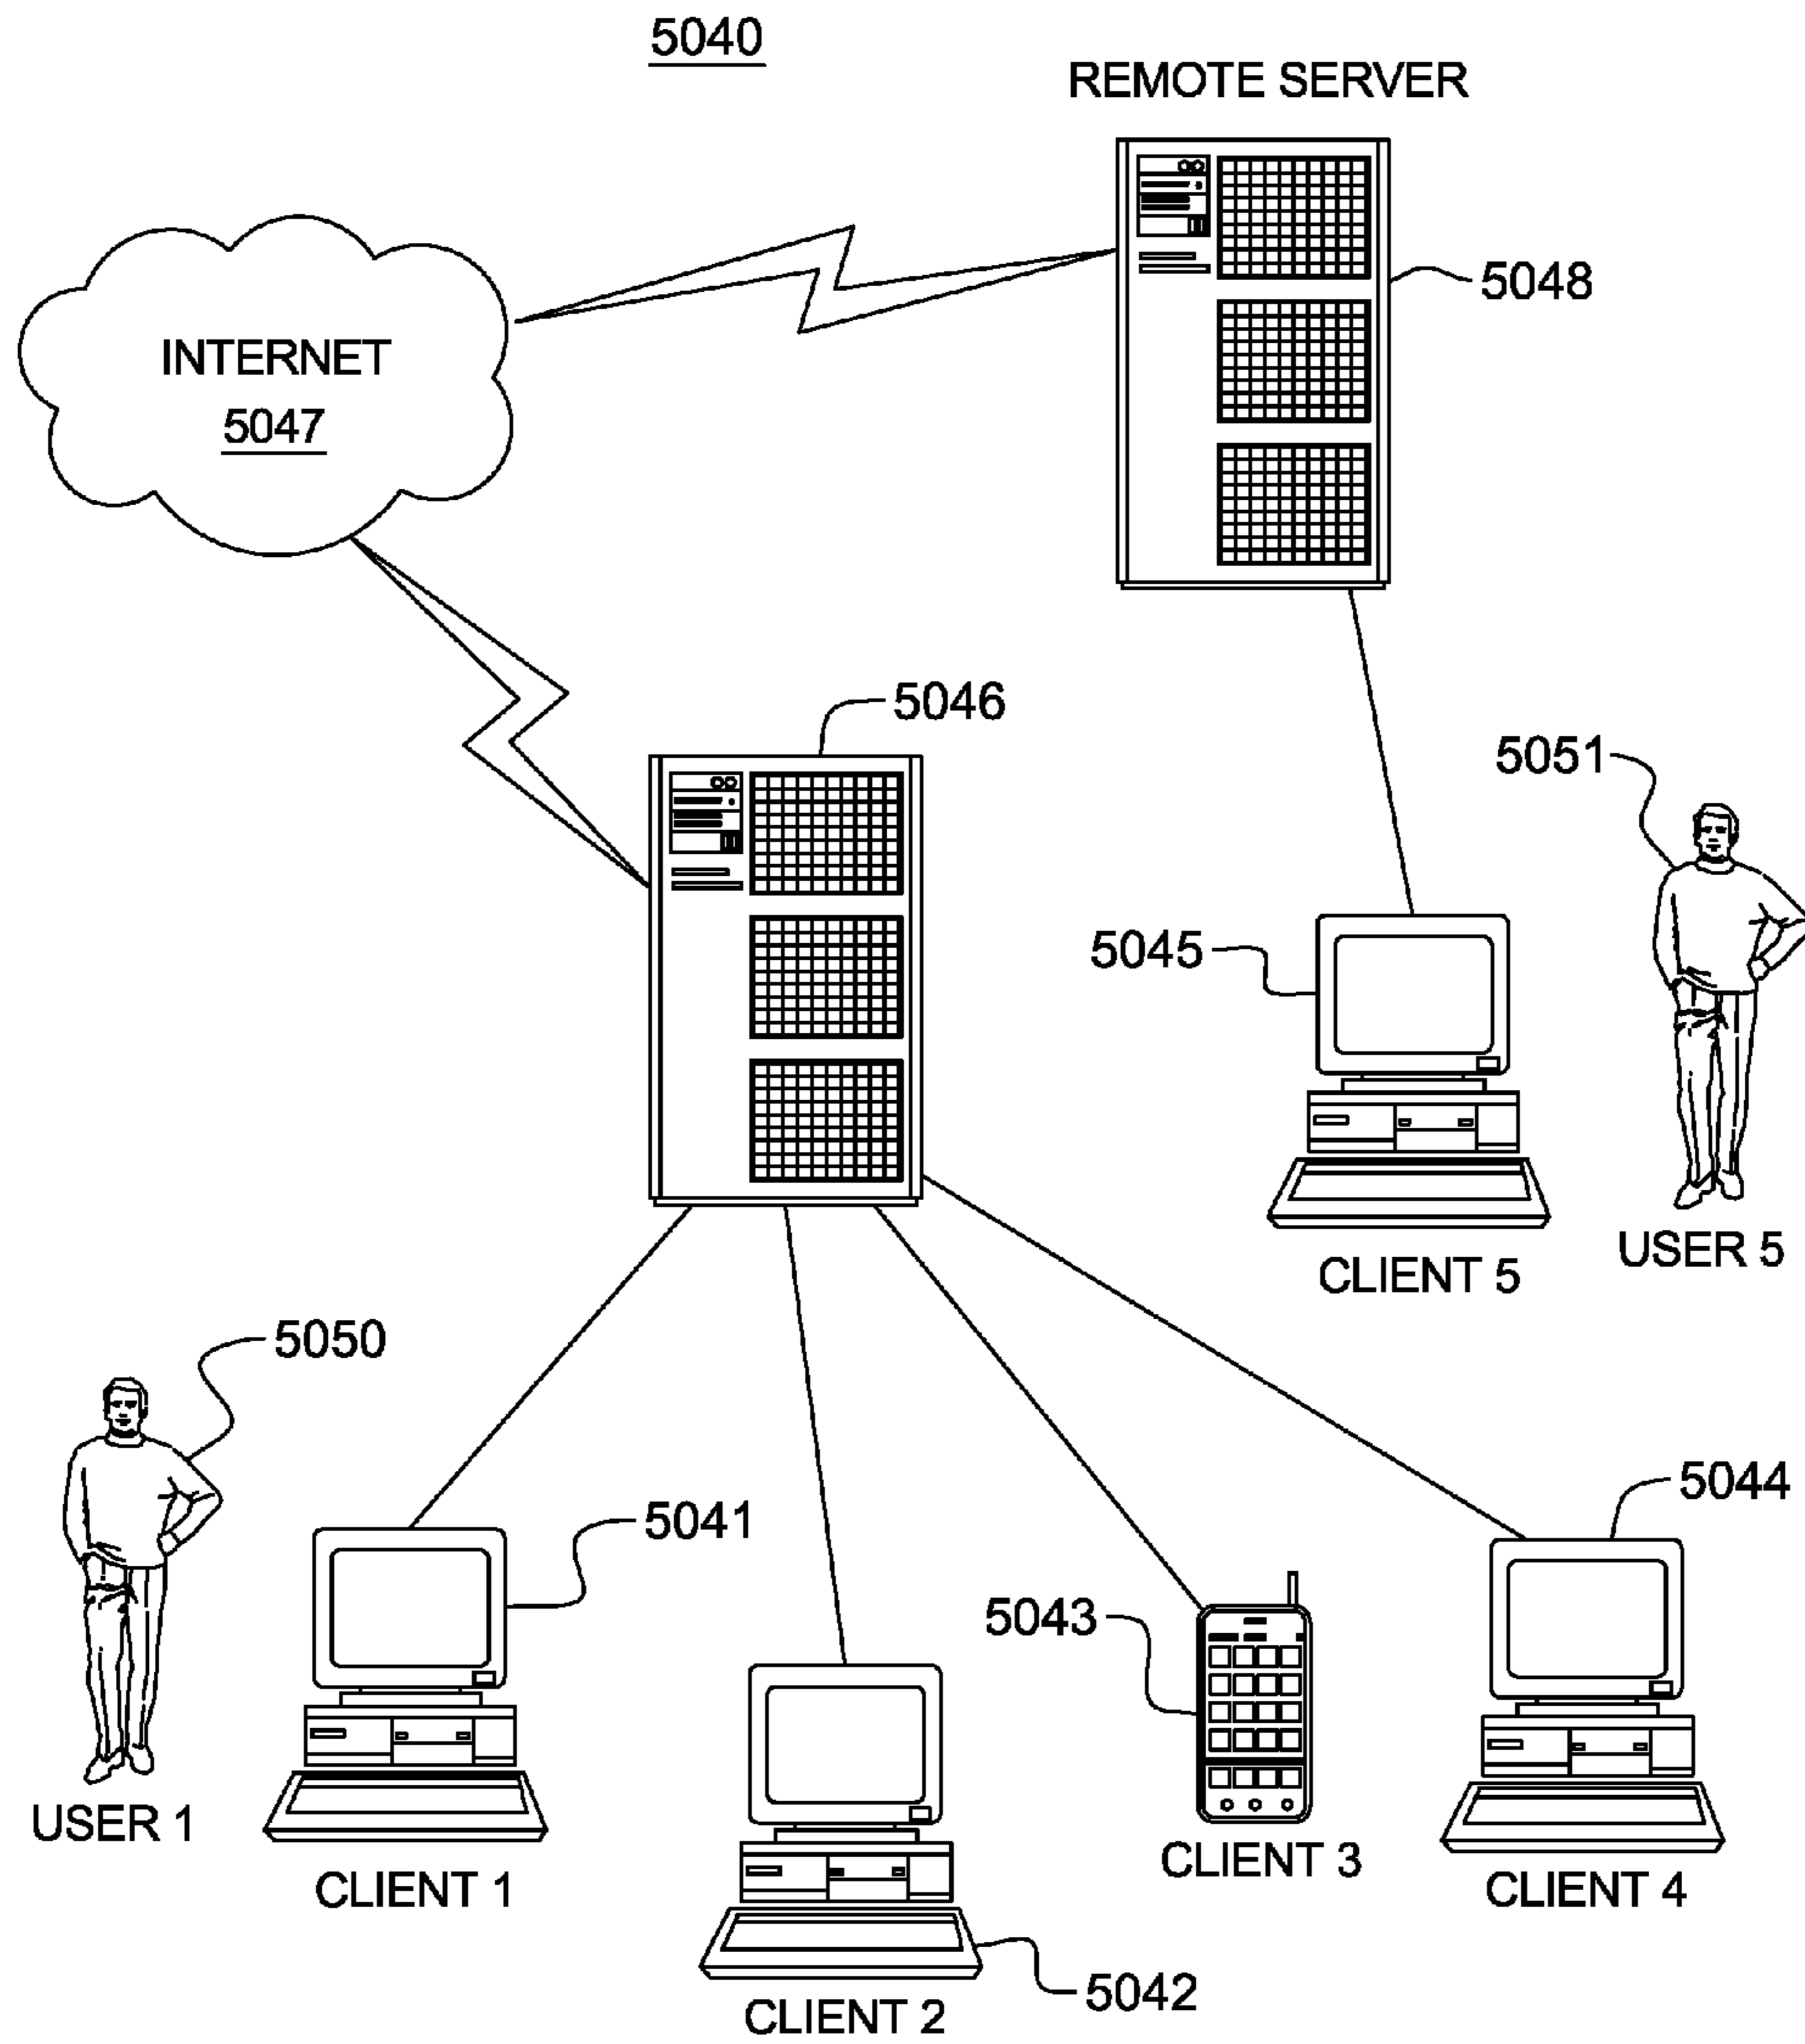 5040
REMOTE SERVER
5048
INTERNET
5047
5046
5051
5045
USER 5
CLIENT 5
5050
5044
5041
5043
USER 1
CLIENT 3
CLIENT 1
CLIENT 4
5042
CLIENT 2